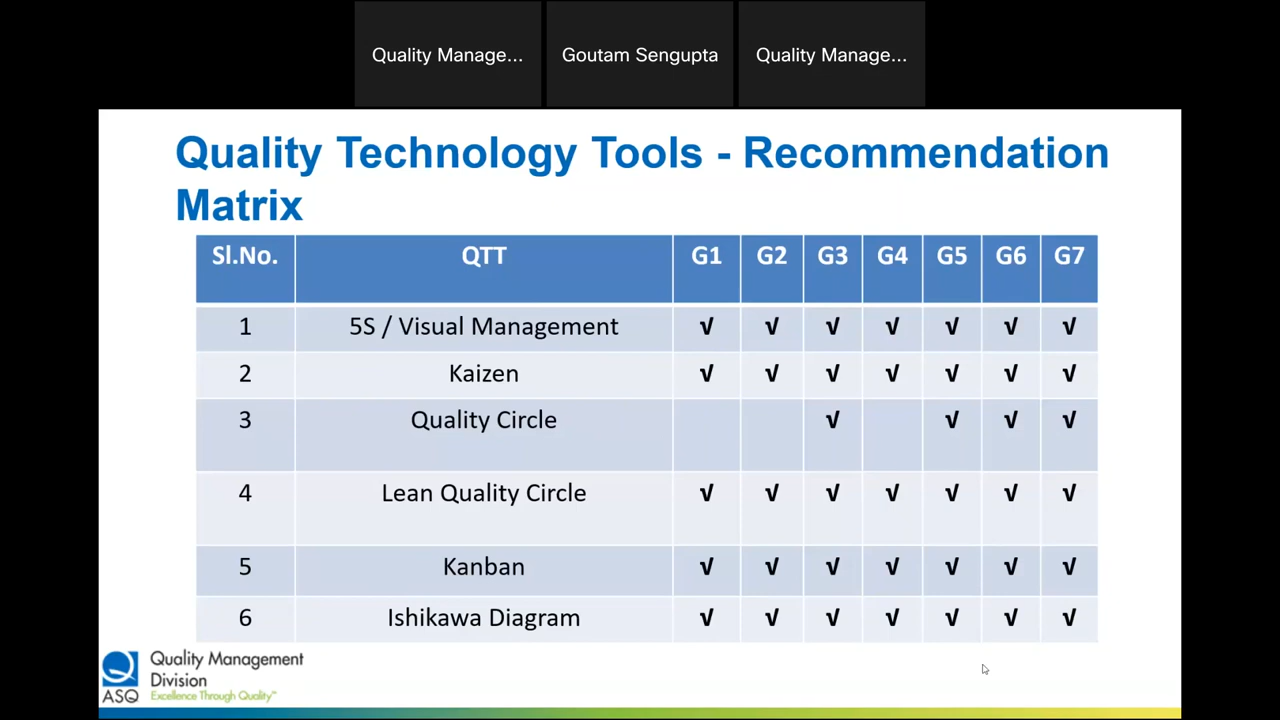 Quality Manage... Goutam Sengupta Quality Manage...
Quality Technology Tools - Recommendation
Matrix
Sl.No. QTT G1 G2 G3 G4 G5 G6 G7
1 5S / Visual Management √ √ √ √ √ √ √
2 Kaizen √ √ √ √ √ √ √
3 Quality Circle √ √ √ √
4 Lean Quality Circle √ √ √ √ √ √ √
5 Kanban √ √ √ √ √ √ √
6 Ishikawa Diagram √ √ √ √ √ √ √
Quality Management
Division
ASQ Excellence Through Quality™